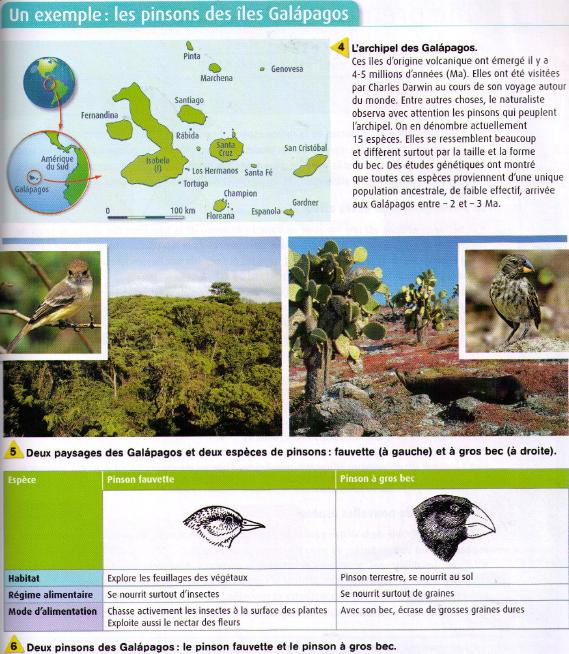 Un exemple : les pinsons des îles Galápagos
Pinta
Marchena
Genovesa
Santiago
Fernandina
Rábida
Santa
Cruz
San Cristóbal
Isabela
(I)
Los Hermanos
Santa Fé
Tortuga
Champion
Gardner
Floreana
Espanola
Amérique
du Sud
Galápagos
0 100 km
4 L'archipel des Galápagos.
Ces îles d'origine volcanique ont émergé il y a
4-5 millions d'années (Ma). Elles ont été visitées
par Charles Darwin au cours de son voyage autour
du monde. Entre autres choses, le naturaliste
observa avec attention les pinsons qui peuplent
l'archipel. On en dénombre actuellement
15 espèces. Elles se ressemblent beaucoup
et diffèrent surtout par la taille et la forme
du bec. Des études génétiques ont montré
que toutes ces espèces proviennent d'une unique
population ancestrale, de faible effectif, arrivée
aux Galápagos entre – 2 et – 3 Ma.
5 Deux paysages des Galápagos et deux espèces de pinsons : fauvette (à gauche) et à gros bec (à droite).
Espèce Pinson fauvette Pinson à gros bec
Habitat Explore les feuillages des végétaux Pinson terrestre, se nourrit au sol
Régime alimentaire Se nourrit surtout d'insectes Se nourrit surtout de graines
Mode d'alimentation Chasse activement les insectes à la surface des plantes Avec son bec, écrase de grosses graines dures
Exploite aussi le nectar des fleurs
6 Deux pinsons des Galápagos : le pinson fauvette et le pinson à gros bec.